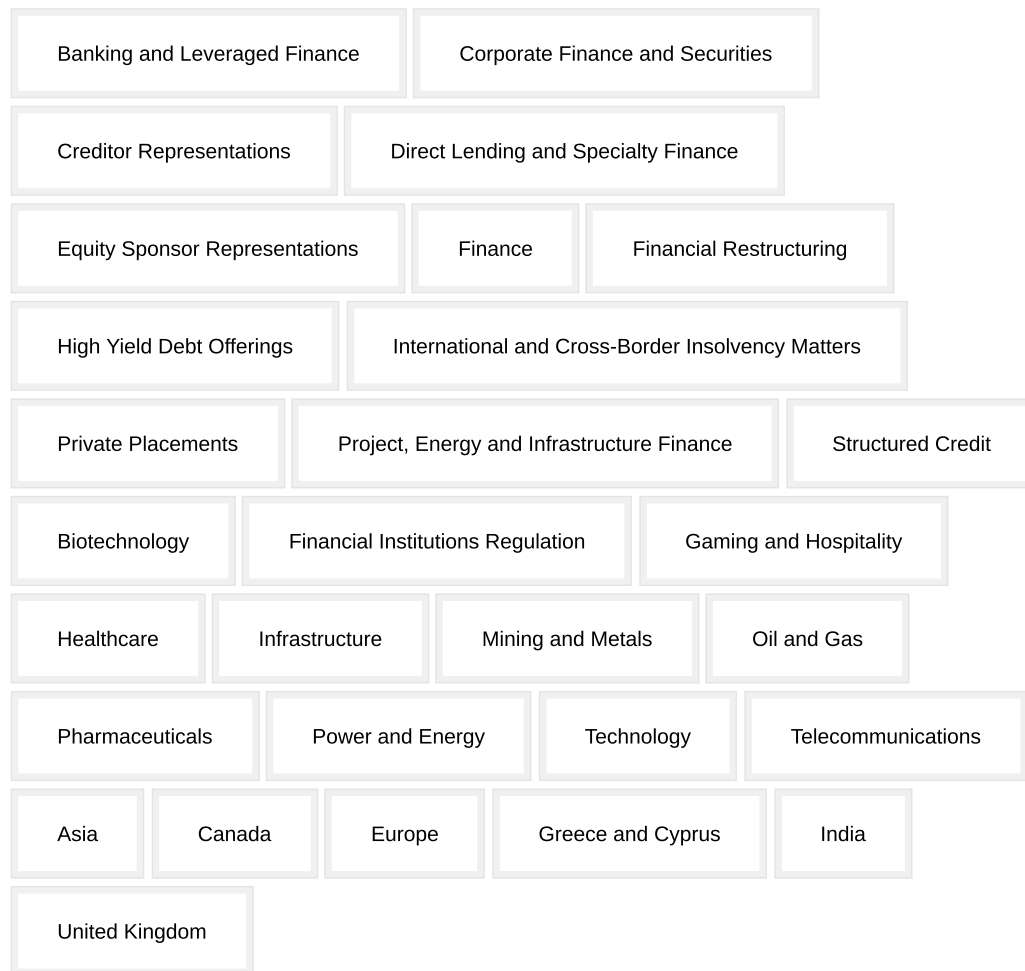 Banking and Leveraged Finance Corporate Finance and Securities
Creditor Representations Direct Lending and Specialty Finance
Equity Sponsor Representations Finance Financial Restructuring
High Yield Debt Offerings International and Cross-Border Insolvency Matters
Private Placements Project, Energy and Infrastructure Finance Structured Credit
Biotechnology Financial Institutions Regulation Gaming and Hospitality
Healthcare Infrastructure Mining and Metals Oil and Gas
Pharmaceuticals Power and Energy Technology Telecommunications
Asia Canada Europe Greece and Cyprus India
United Kingdom